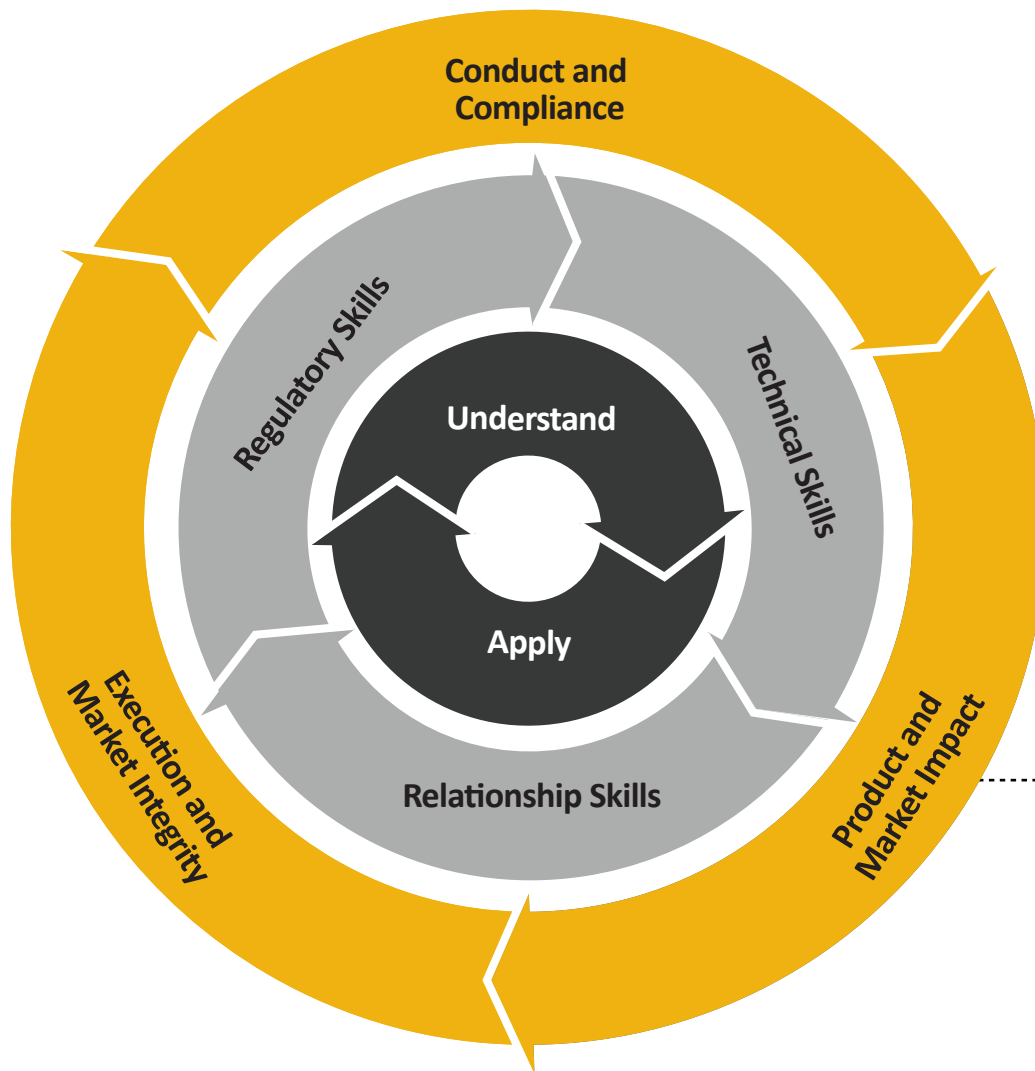 Conduct and
Compliance
Regulatory Skills
Technical Skills
Understand
Apply
Relationship Skills
Execution and
Market Integrity
Product and
Market Impact